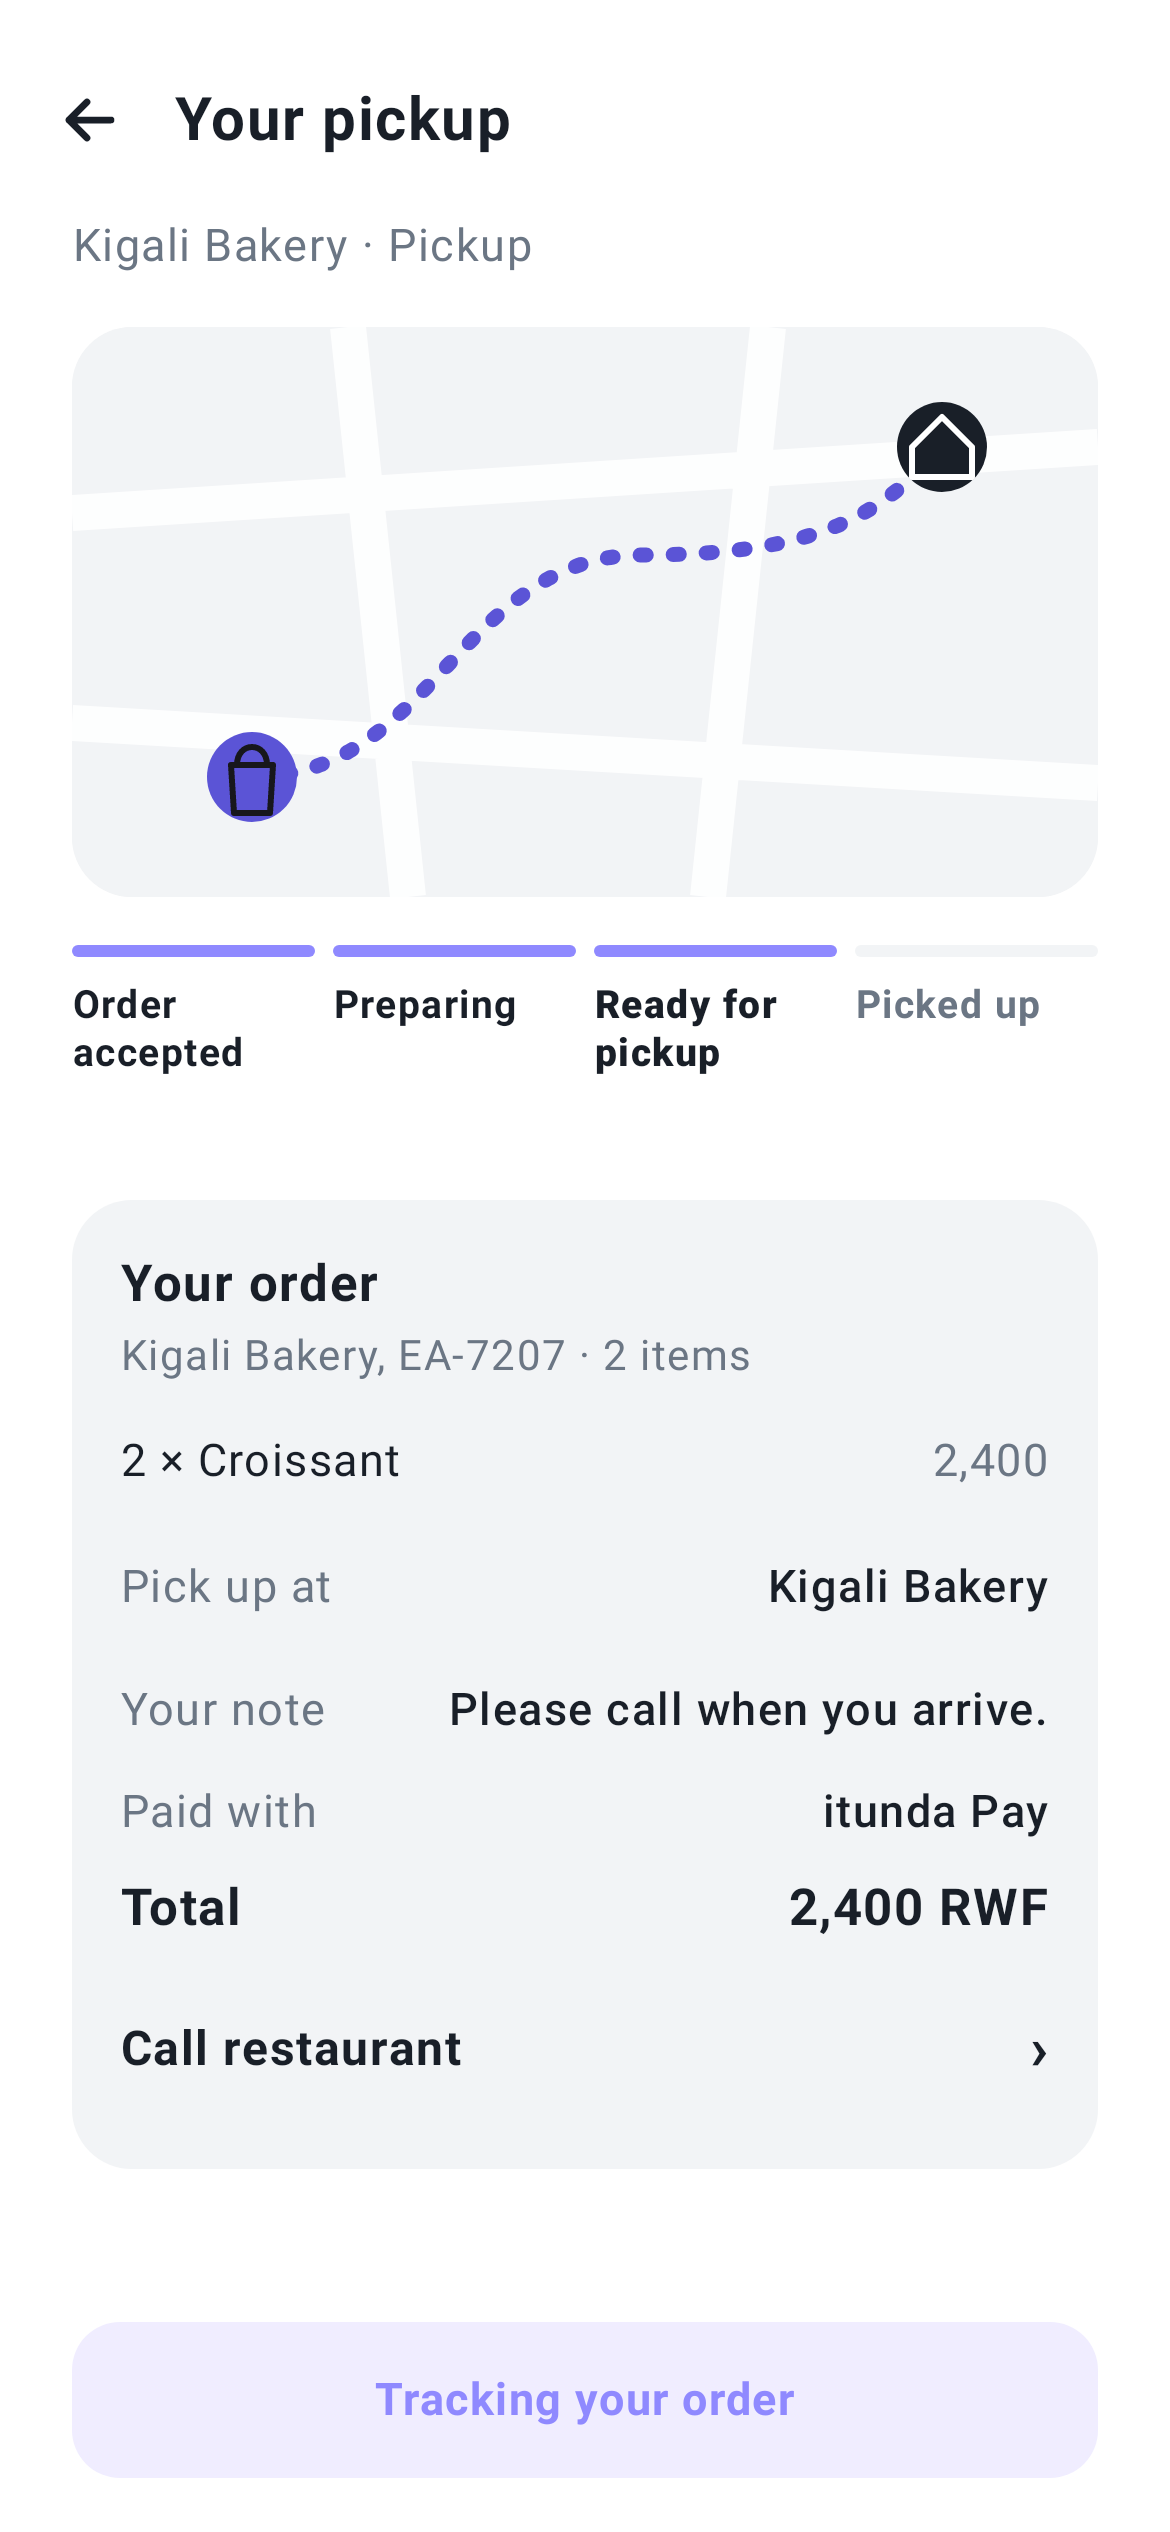 Your pickup
Kigali Bakery · Pickup
Order accepted
Preparing
Ready for pickup
Picked up
Your order
Kigali Bakery, EA-7207 · 2 items
2 × Croissant 2,400
Pick up at Kigali Bakery
Your note Please call when you arrive.
Paid with itunda Pay
Total 2,400 RWF
Call restaurant ›
Tracking your order